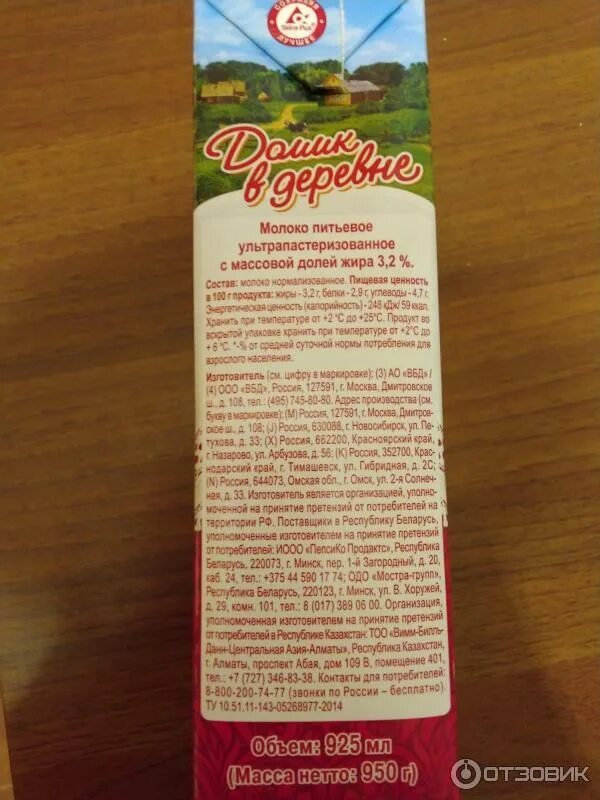 СОХРАНЯЯ
Tetra Pak
ЛУЧШЕЕ
Домик
в деревне
Молоко питьевое
ультрапастеризованное
с массовой долей жира 3,2 %.
Состав: молоко нормализованное. Пищевая ценность
в 100 г продукта: жиры - 3,2 г, белки - 2,9 г, углеводы - 4,7 г.
Энергетическая ценность (калорийность) - 248 кДж/ 59 ккал.
Хранить при температуре от +2 °С до +25°С. Продукт во
вскрытой упаковке хранить при температуре от +2°С до
+ 6 °С. *-% от средней суточной нормы потребления для
взрослого населения.
Изготовитель (см. цифру в маркировке): (3) АО «ВБД» /
(4) ООО «ВБД», Россия, 127591, г. Москва, Дмитровское
ш., д. 108, тел.: (495) 745-80-80. Адрес производства (см.
букву в маркировке): (М) Россия, 127591, г. Москва, Дмитров-
ское ш., д. 108; (J) Россия, 630088, г. Новосибирск, ул. Пе-
тухова, д. 33; (X) Россия, 662200, Красноярский край,
г. Назарово, ул. Арбузова, д. 56; (K) Россия, 352700, Крас-
нодарский край, г. Тимашевск, ул. Гибридная, д. 2С;
(N) Россия, 644073, Омская обл., г. Омск, ул. 2-я Солнеч-
ная, д. 33. Изготовитель является организацией, уполно-
моченной на принятие претензий от потребителей на
территории РФ. Поставщики в Республику Беларусь,
уполномоченные изготовителем на принятие претензий
от потребителей: ИООО «ПепсиКо Продактс», Республика
Беларусь, 220073, г. Минск, пер. 1-й Загородный, д. 20,
каб. 24, тел.: +375 44 590 17 74; ОДО «Мостра-групп»,
Республика Беларусь, 220123, г. Минск, ул. В. Хоружей,
д. 29, комн. 101, тел.: 8 (017) 389 06 00. Организация,
уполномоченная изготовителем на принятие претензий
от потребителей в Республике Казахстан: ТОО «Вимм-Билль-
Данн-Центральная Азия-Алматы», Республика Казахстан,
г. Алматы, проспект Абая, дом 109 В, помещение 401,
тел.: +7 (727) 346-83-38. Контакты для потребителей:
8-800-200-74-77 (звонки по России – бесплатно).
ТУ 10.51.11-143-05268977-2014
Объем: 925 мл
(Масса нетто: 950 г)
ОТЗОВИК